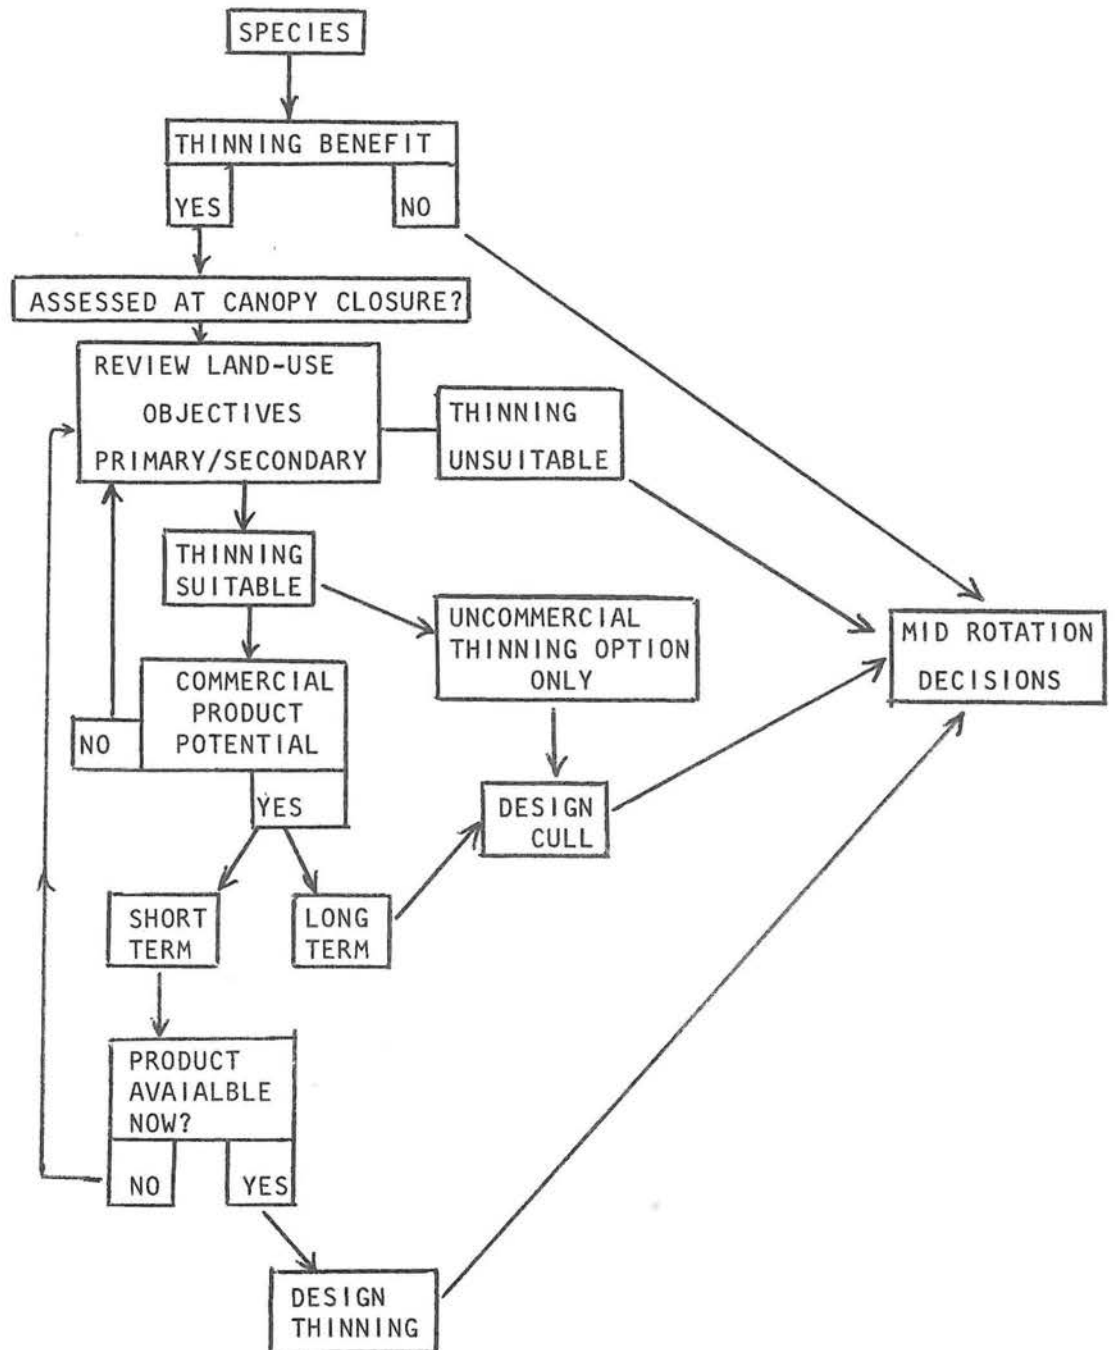 SPECIES
THINNING BENEFIT
YES
NO
ASSESSED AT CANOPY CLOSURE?
REVIEW LAND-USE
OBJECTIVES
PRIMARY/SECONDARY
THINNING
UNSUITABLE
THINNING
SUITABLE
UNCOMMERCIAL
THINNING OPTION
ONLY
MID ROTATION
DECISIONS
COMMERCIAL
PRODUCT
POTENTIAL
NO
YES
DESIGN
CULL
SHORT
TERM
LONG
TERM
PRODUCT
AVAIALBLE
NOW?
NO
YES
DESIGN
THINNING